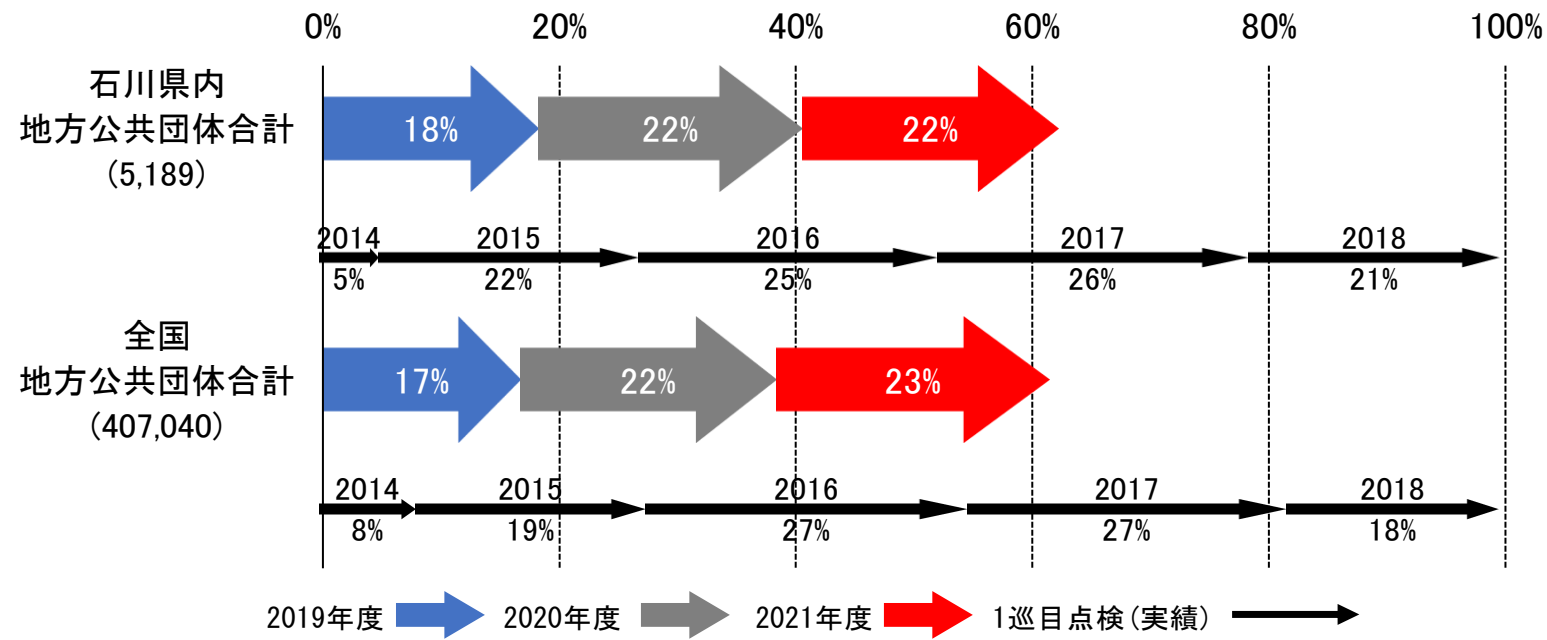 0% 20% 40% 60% 80% 100%
石川県内
地方公共団体合計
(5,189)
18% 22% 22%
2014 2015 2016 2017 2018
5% 22% 25% 26% 21%
全国
地方公共団体合計
(407,040)
17% 22% 23%
2014 2015 2016 2017 2018
8% 19% 27% 27% 18%
2019年度 2020年度 2021年度 1巡目点検(実績)